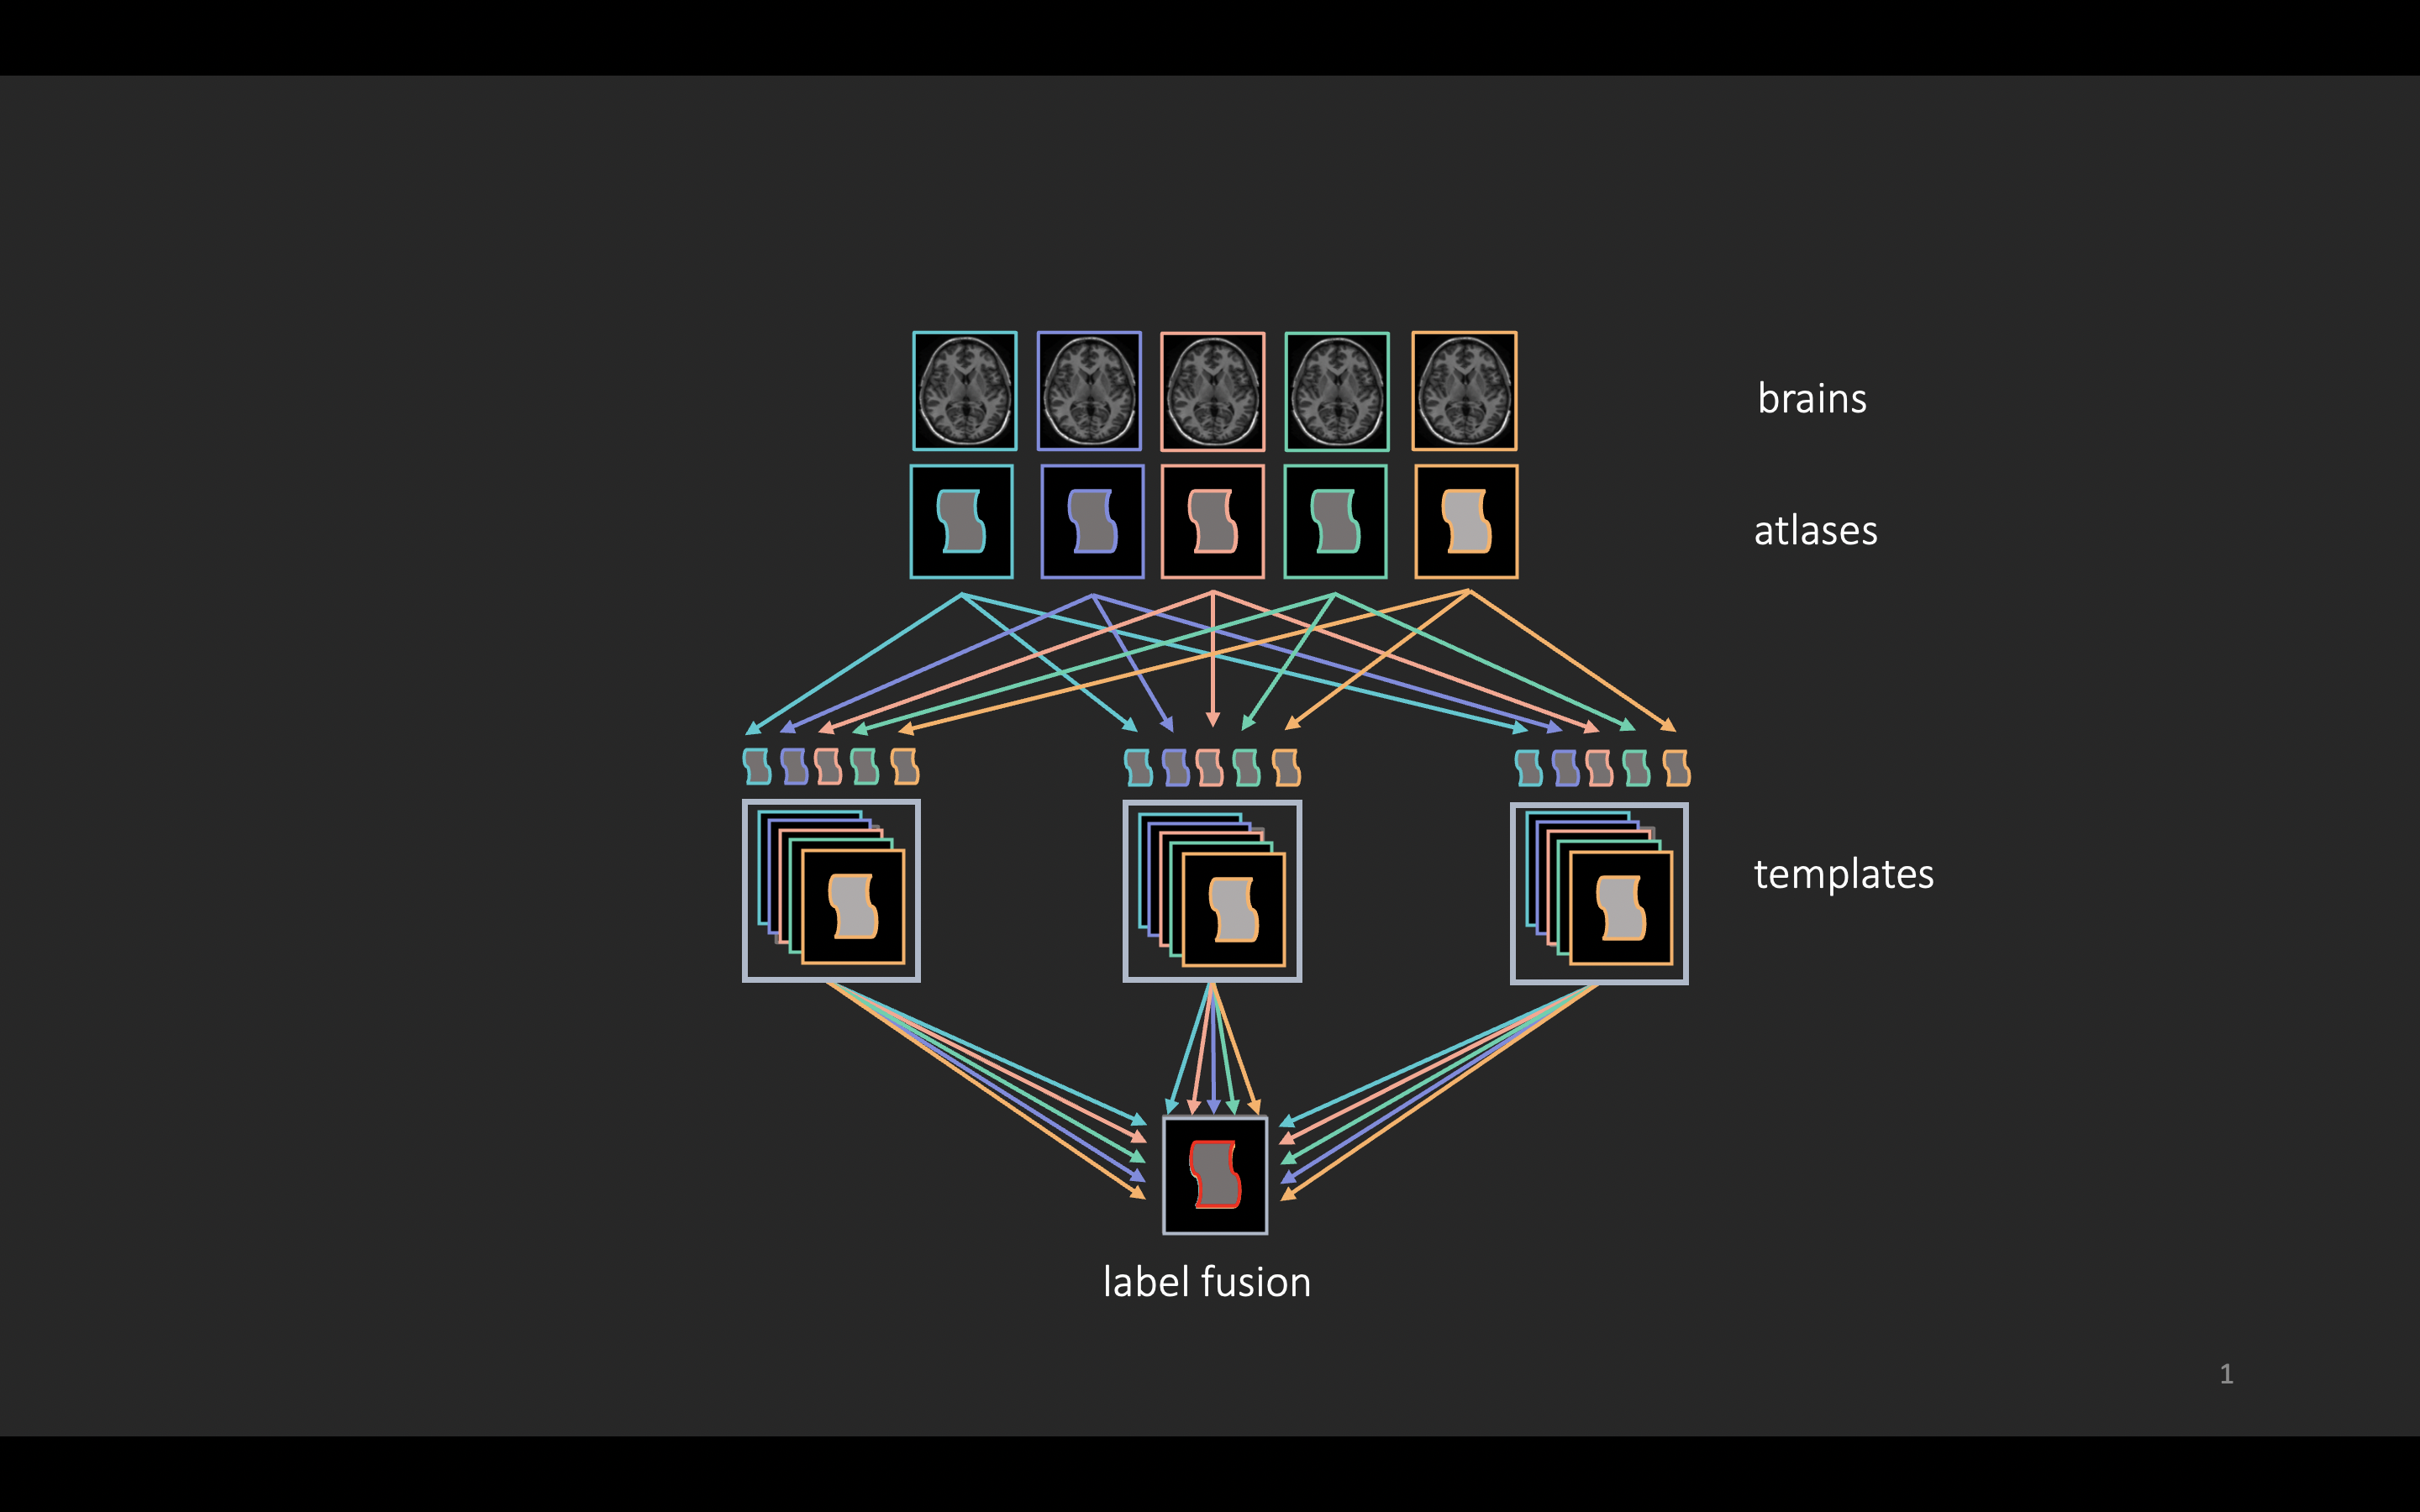 brains
atlases
templates
label fusion
1